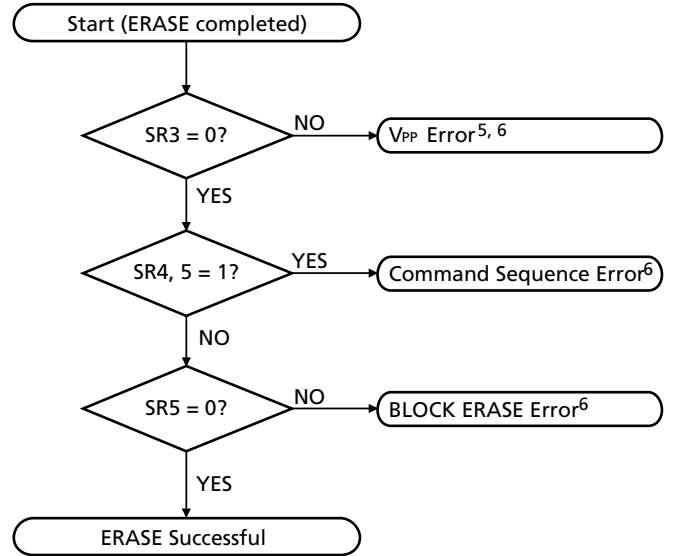 Start (ERASE completed)
SR3 = 0?
NO
VPP Error5, 6
YES
SR4, 5 = 1?
YES
Command Sequence Error6
NO
SR5 = 0?
NO
BLOCK ERASE Error6
YES
ERASE Successful